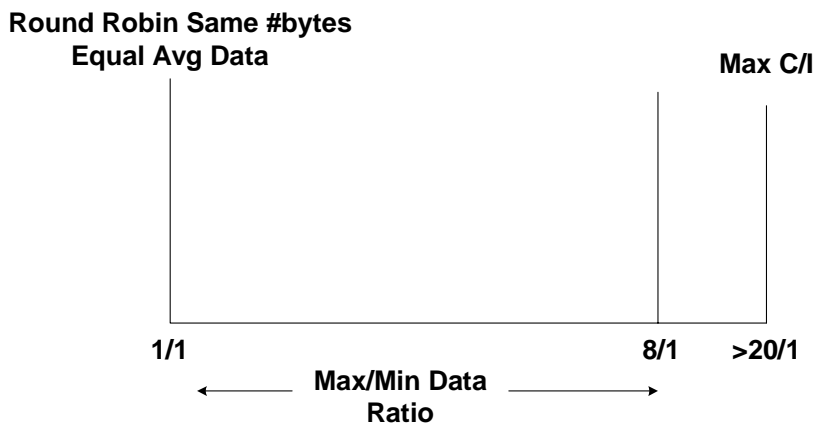 Round Robin Same #bytes
Equal Avg Data
Max C/I
1/1
8/1
>20/1
Max/Min Data
Ratio